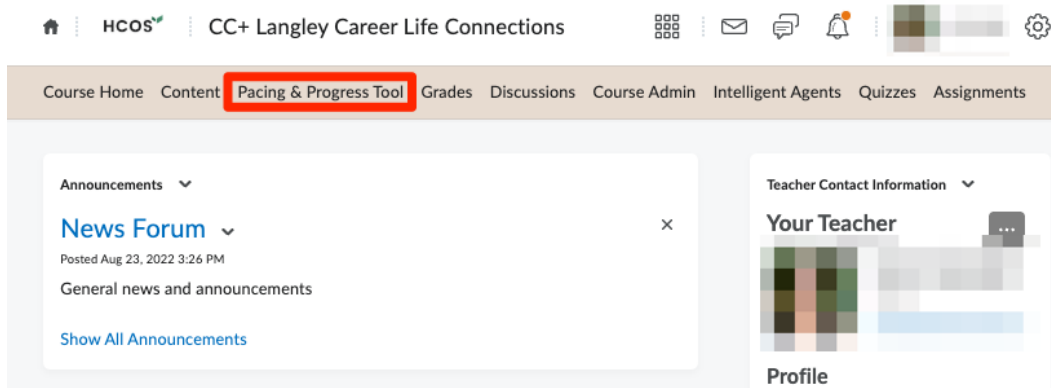 HCOS
CC+ Langley Career Life Connections
Course Home Content Pacing & Progress Tool Grades Discussions Course Admin Intelligent Agents Quizzes Assignments
Announcements
News Forum
Posted Aug 23, 2022 3:26 PM
General news and announcements
Show All Announcements
Teacher Contact Information
Your Teacher
Profile